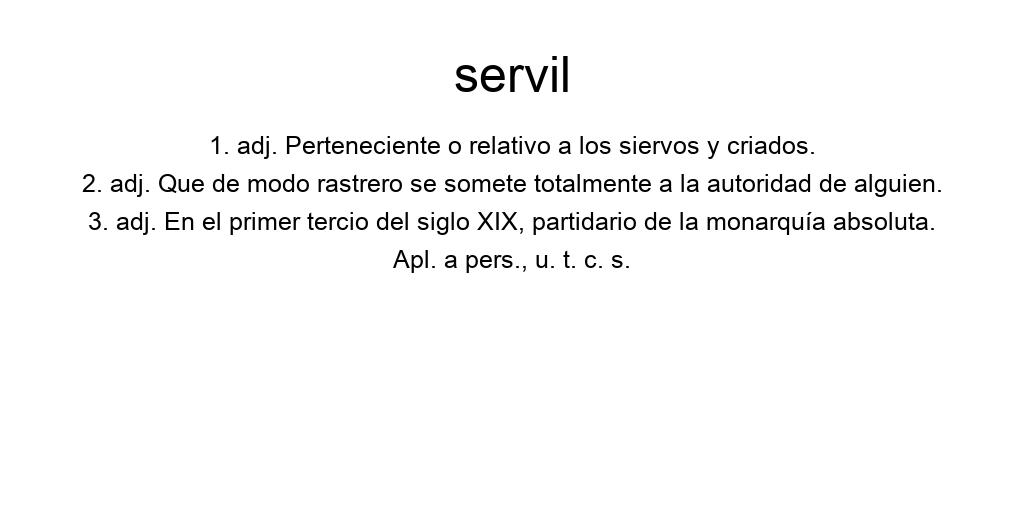 servil
1. adj. Perteneciente o relativo a los siervos y criados.
2. adj. Que de modo rastrero se somete totalmente a la autoridad de alguien.
3. adj. En el primer tercio del siglo XIX, partidario de la monarquía absoluta.
Apl. a pers., u. t. c. s.